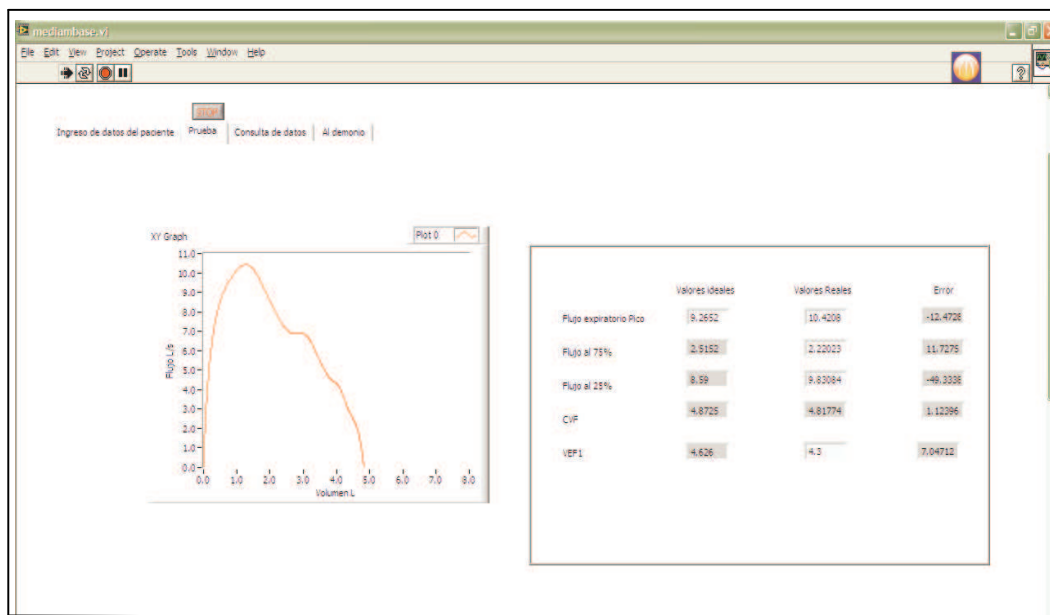 mediambase.vi
File Edit View Project Operate Tools Window Help
STOP
Ingreso de datos del paciente Prueba Consulta de datos Al demonio
XY Graph Plot 0
11.0
10.0
9.0
8.0
7.0
6.0
5.0
4.0
3.0
2.0
1.0
0.0
Flujo L/s
0.0 1.0 2.0 3.0 4.0 5.0 6.0 7.0 8.0
Volumen L
Valores ideales Valores Reales Error
Flujo expiratorio Pico 9.2652 10.4208 -12.4728
Flujo al 75% 2.5152 2.22023 11.7275
Flujo al 25% 8.59 9.83084 -49.3338
CVF 4.8725 4.81774 1.12396
VEF1 4.626 4.3 7.04712